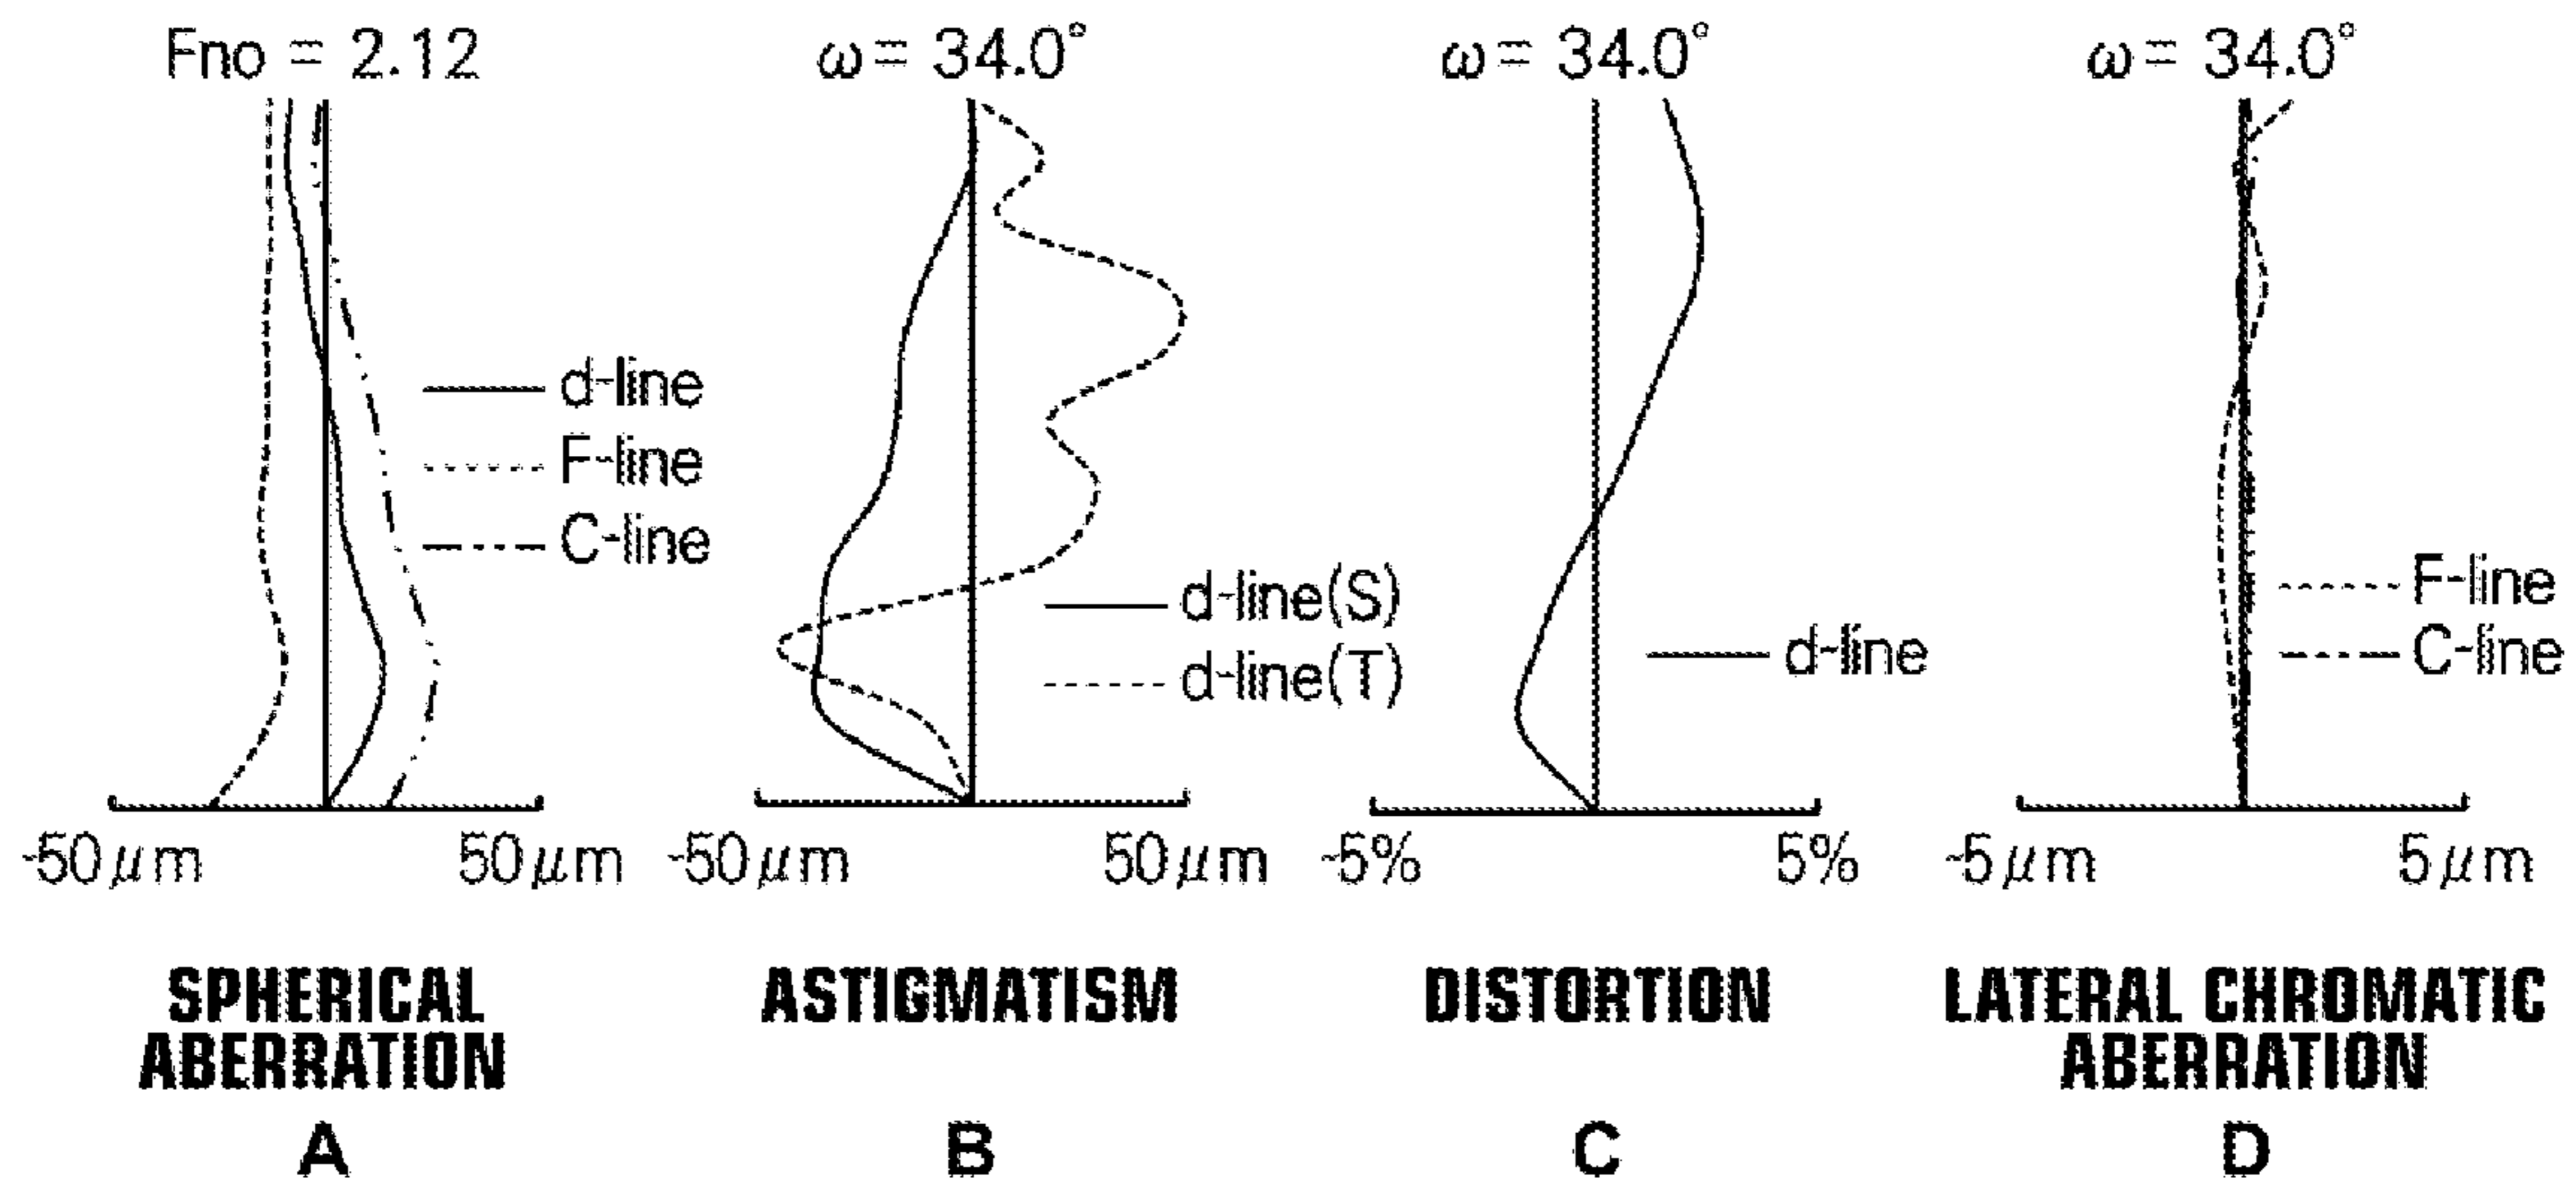 Fno = 2.12
-50μm
50μm
d-line
F-line
C-line
SPHERICAL
ABERRATION
A
ω = 34.0°
-50μm
50μm
d-line(S)
d-line(T)
ASTIGMATISM
B
ω = 34.0°
-5%
5%
d-line
DISTORTION
C
ω = 34.0°
-5μm
5μm
F-line
C-line
LATERAL CHROMATIC
ABERRATION
D